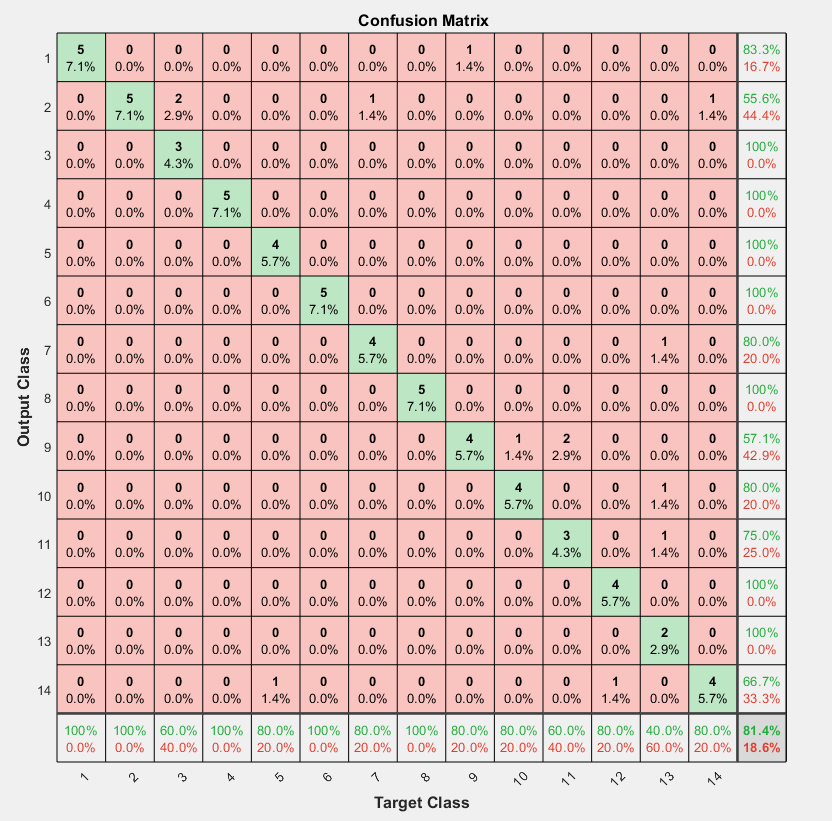 Confusion Matrix
1 5 0 0 0 0 0 0 0 1 0 0 0 0 0 83.3%
7.1% 0.0% 0.0% 0.0% 0.0% 0.0% 0.0% 0.0% 1.4% 0.0% 0.0% 0.0% 0.0% 0.0% 16.7%
2 0 5 2 0 0 0 1 0 0 0 0 0 0 1 55.6%
0.0% 7.1% 2.9% 0.0% 0.0% 0.0% 1.4% 0.0% 0.0% 0.0% 0.0% 0.0% 0.0% 1.4% 44.4%
3 0 0 3 0 0 0 0 0 0 0 0 0 0 0 100%
0.0% 0.0% 4.3% 0.0% 0.0% 0.0% 0.0% 0.0% 0.0% 0.0% 0.0% 0.0% 0.0% 0.0% 0.0%
4 0 0 0 5 0 0 0 0 0 0 0 0 0 0 100%
0.0% 0.0% 0.0% 7.1% 0.0% 0.0% 0.0% 0.0% 0.0% 0.0% 0.0% 0.0% 0.0% 0.0% 0.0%
5 0 0 0 0 4 0 0 0 0 0 0 0 0 0 100%
0.0% 0.0% 0.0% 0.0% 5.7% 0.0% 0.0% 0.0% 0.0% 0.0% 0.0% 0.0% 0.0% 0.0% 0.0%
6 0 0 0 0 0 5 0 0 0 0 0 0 0 0 100%
0.0% 0.0% 0.0% 0.0% 0.0% 7.1% 0.0% 0.0% 0.0% 0.0% 0.0% 0.0% 0.0% 0.0% 0.0%
7 0 0 0 0 0 0 4 0 0 0 0 0 1 0 80.0%
0.0% 0.0% 0.0% 0.0% 0.0% 0.0% 5.7% 0.0% 0.0% 0.0% 0.0% 0.0% 1.4% 0.0% 20.0%
8 0 0 0 0 0 0 0 5 0 0 0 0 0 0 100%
0.0% 0.0% 0.0% 0.0% 0.0% 0.0% 0.0% 7.1% 0.0% 0.0% 0.0% 0.0% 0.0% 0.0% 0.0%
9 0 0 0 0 0 0 0 0 4 1 2 0 0 0 57.1%
0.0% 0.0% 0.0% 0.0% 0.0% 0.0% 0.0% 0.0% 5.7% 1.4% 2.9% 0.0% 0.0% 0.0% 42.9%
10 0 0 0 0 0 0 0 0 0 4 0 0 1 0 80.0%
0.0% 0.0% 0.0% 0.0% 0.0% 0.0% 0.0% 0.0% 0.0% 5.7% 0.0% 0.0% 1.4% 0.0% 20.0%
11 0 0 0 0 0 0 0 0 0 0 3 0 1 0 75.0%
0.0% 0.0% 0.0% 0.0% 0.0% 0.0% 0.0% 0.0% 0.0% 0.0% 4.3% 0.0% 1.4% 0.0% 25.0%
12 0 0 0 0 0 0 0 0 0 0 0 4 0 0 100%
0.0% 0.0% 0.0% 0.0% 0.0% 0.0% 0.0% 0.0% 0.0% 0.0% 0.0% 5.7% 0.0% 0.0% 0.0%
13 0 0 0 0 0 0 0 0 0 0 0 0 2 0 100%
0.0% 0.0% 0.0% 0.0% 0.0% 0.0% 0.0% 0.0% 0.0% 0.0% 0.0% 0.0% 2.9% 0.0% 0.0%
14 0 0 0 0 1 0 0 0 0 0 0 1 0 4 66.7%
0.0% 0.0% 0.0% 0.0% 1.4% 0.0% 0.0% 0.0% 0.0% 0.0% 0.0% 1.4% 0.0% 5.7% 33.3%
100% 100% 60.0% 100% 80.0% 100% 80.0% 100% 80.0% 80.0% 60.0% 80.0% 40.0% 80.0% 81.4%
0.0% 0.0% 40.0% 0.0% 20.0% 0.0% 20.0% 0.0% 20.0% 20.0% 40.0% 20.0% 60.0% 20.0% 18.6%
1 2 3 4 5 6 7 8 9 10 11 12 13 14
Target Class
Output Class